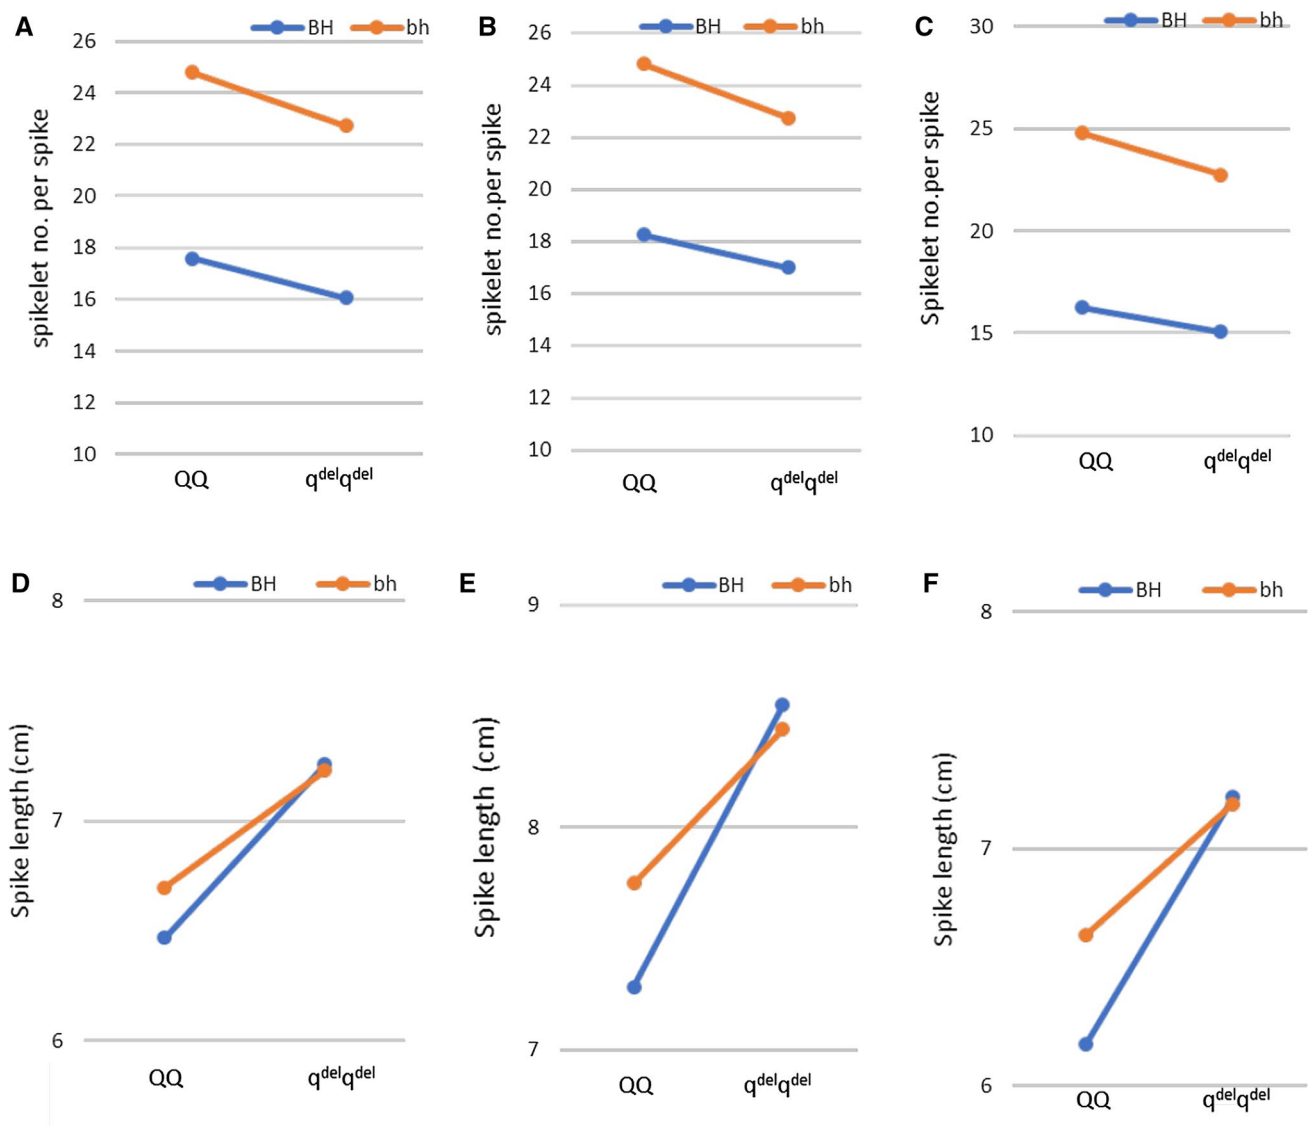 A
BH
bh
26
24
22
20
18
16
14
12
10
spikelet no. per spike
QQ
qdelqdel
B
BH
bh
26
24
22
20
18
16
14
12
10
spikelet no.per spike
QQ
qdelqdel
C
BH
bh
30
25
20
15
10
Spikelet no.per spike
QQ
qdelqdel
D
BH
bh
8
7
6
Spike length (cm)
QQ
qdelqdel
E
BH
bh
9
8
7
Spike length (cm)
QQ
qdelqdel
F
BH
bh
8
7
6
Spike length (cm)
QQ
qdelqdel